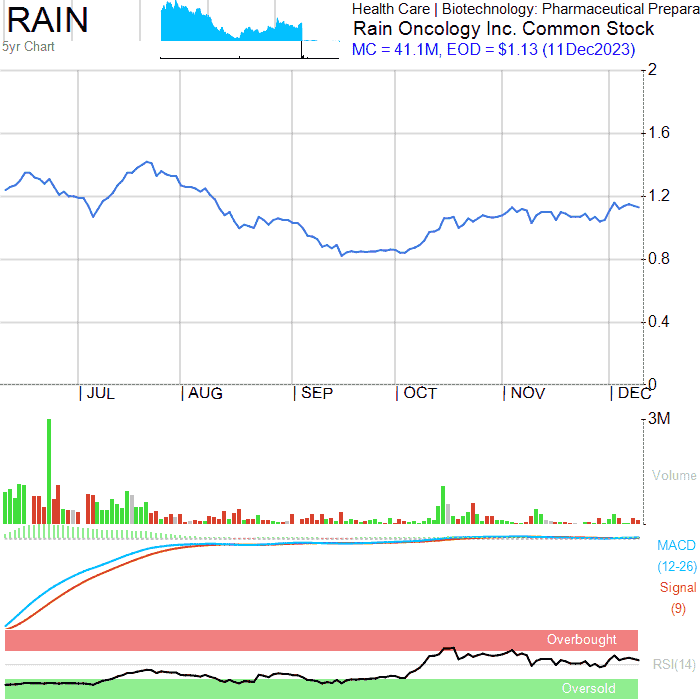 RAIN
5yr Chart
Health Care | Biotechnology: Pharmaceutical Prepara
Rain Oncology Inc. Common Stock
MC = 41.1M, EOD = $1.13 (11Dec2023)
2
1.6
1.2
0.8
0.4
0
JUL AUG SEP OCT NOV DEC
3M
Volume
MACD
(12-26)
Signal
(9)
Overbought
RSI(14)
Oversold